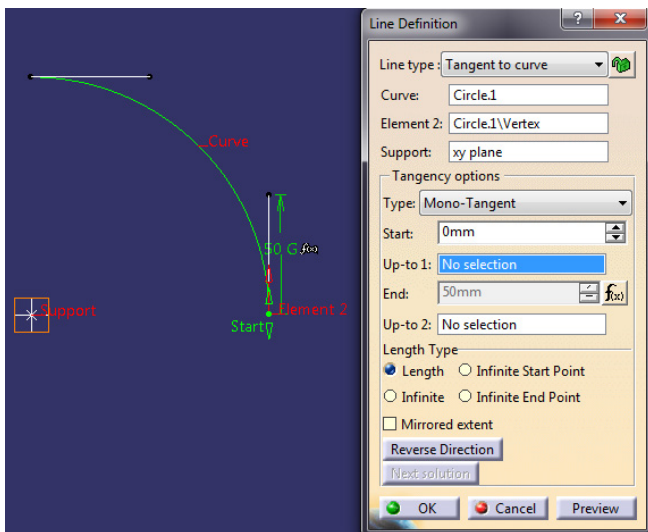 Line Definition
?
X
Line type : Tangent to curve
Curve: Circle.1
Element 2: Circle.1\Vertex
Support: xy plane
Tangency options
Type: Mono-Tangent
Start: 0mm
Up-to 1: No selection
End: 50mm f(x)
Up-to 2: No selection
Length Type
Length Infinite Start Point
Infinite Infinite End Point
Mirrored extent
Reverse Direction
Next solution
OK Cancel Preview
Curve
50 G f(x)
Support
Element 2
Start